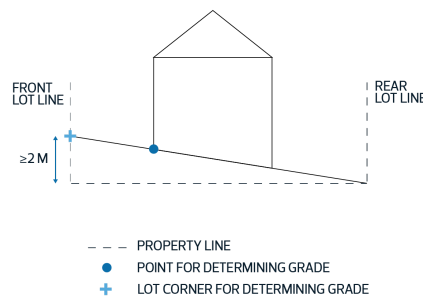 FRONT
LOT LINE
REAR
LOT LINE
≥2 M
PROPERTY LINE
POINT FOR DETERMINING GRADE
LOT CORNER FOR DETERMINING GRADE